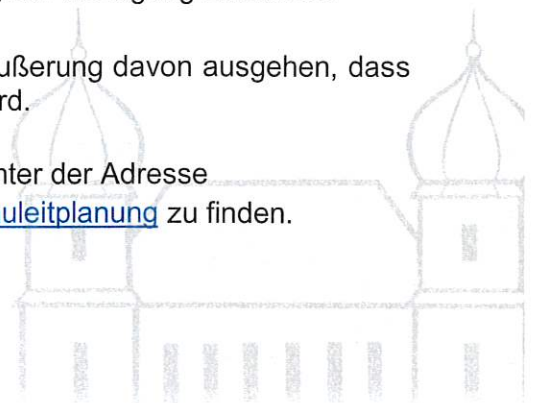 ußerung davon ausgehen, dass
rd.
nter der Adresse
uleitplanung zu finden.